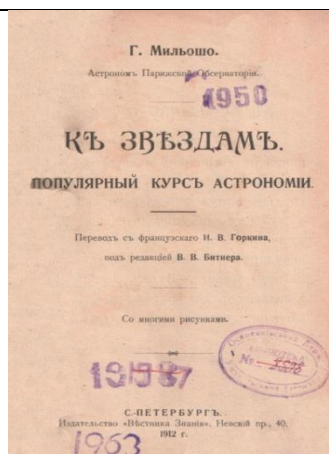 Г. Мильошо.
Астрономъ Парижской Обсерваторіи.
1950
КЪ ЗВѢЗДАМЪ.
ПОПУЛЯРНЫЙ КУРСЪ АСТРОНОМІИ.
Переводъ съ французскаго И. В. Горкина,
подъ редакціей В. В. Битнера.
Со многими рисунками.
№
С.-ПЕТЕРБУРГЪ.
Издательство «Вѣстника Знанія». Невскій пр., 40.
1912 г.
1963